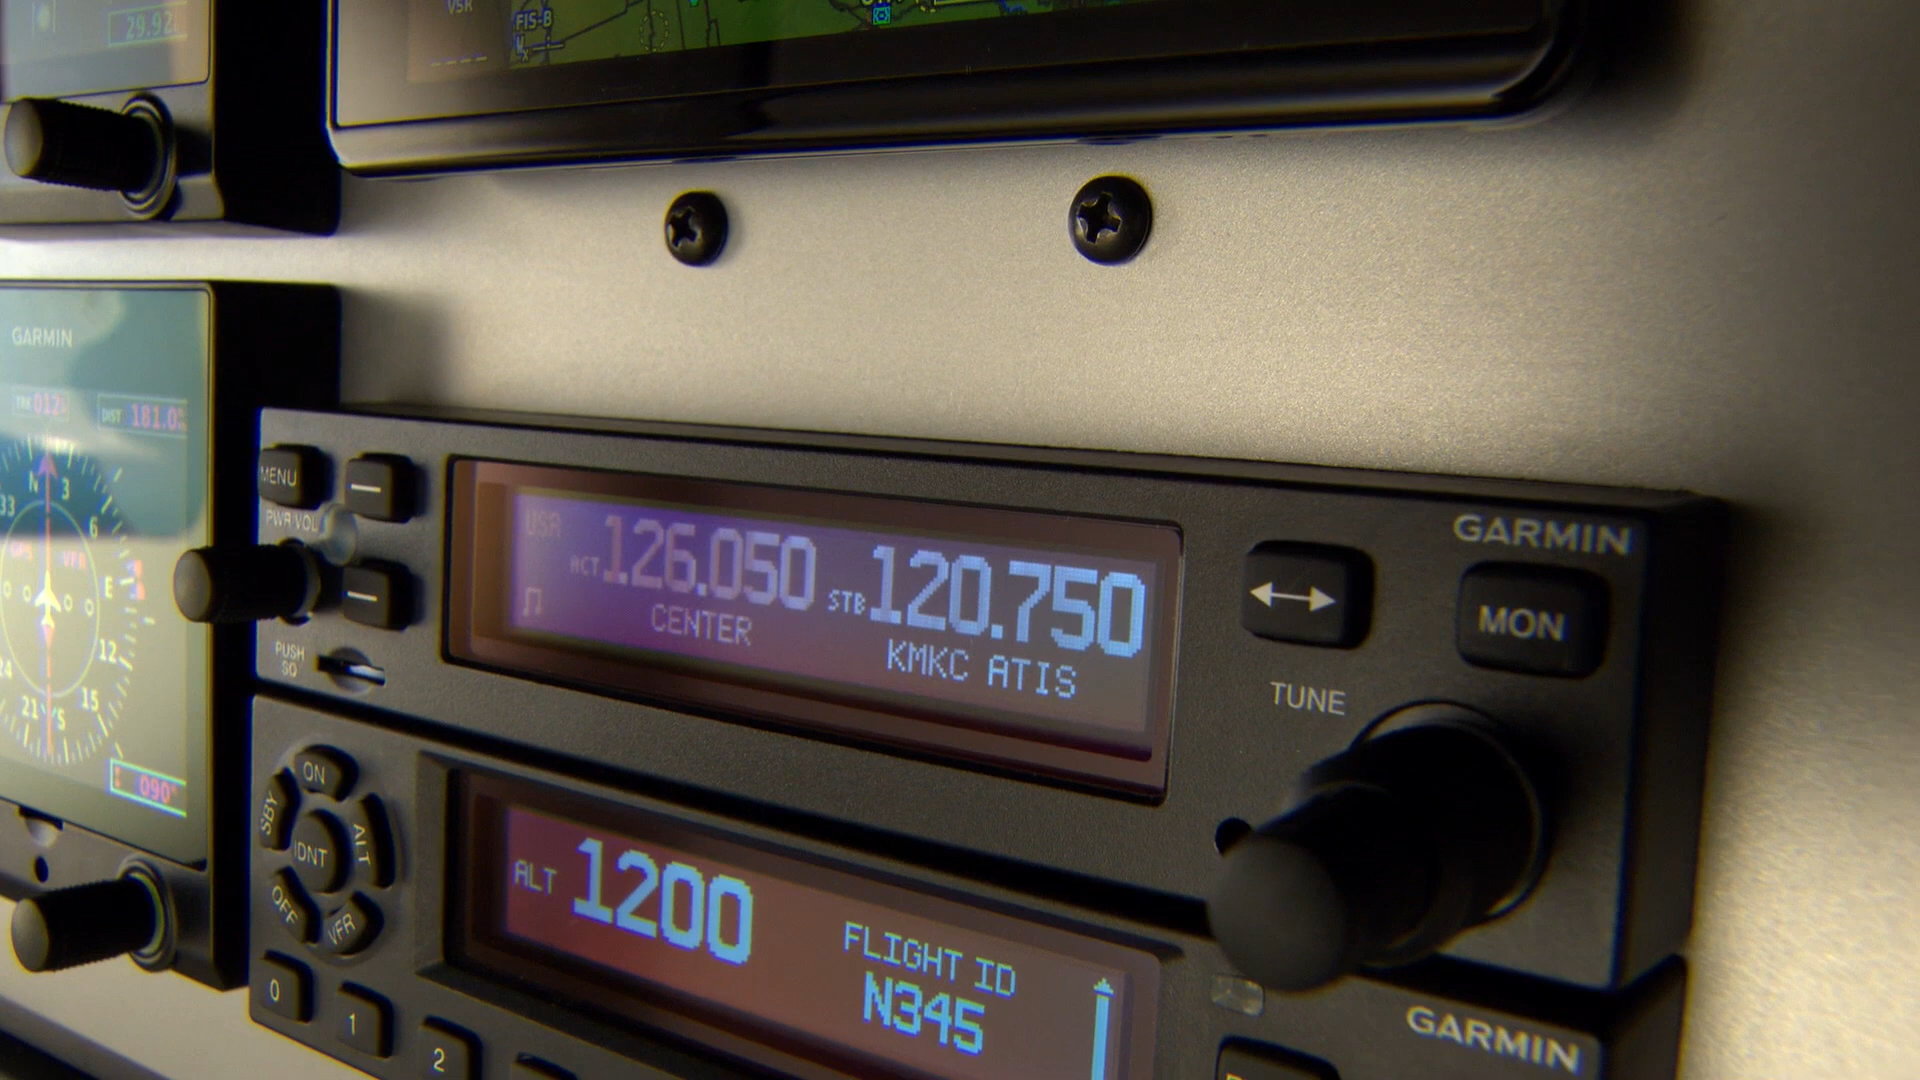 VSR
FIS-B
29.92
GARMIN
TRK 012°
DIST 181.0
N 3 6 E 12 15 S 21 24 33
GPS VFR
090°
MENU
PWR VOL
PUSH
SQ
USR
ACT 126.050 STB 120.750
CENTER KMKC ATIS
GARMIN
MON
TUNE
ON
SBY
ALT
IDNT
OFF
VFR
ALT 1200
FLIGHT ID
N345
0 1 2
GARMIN